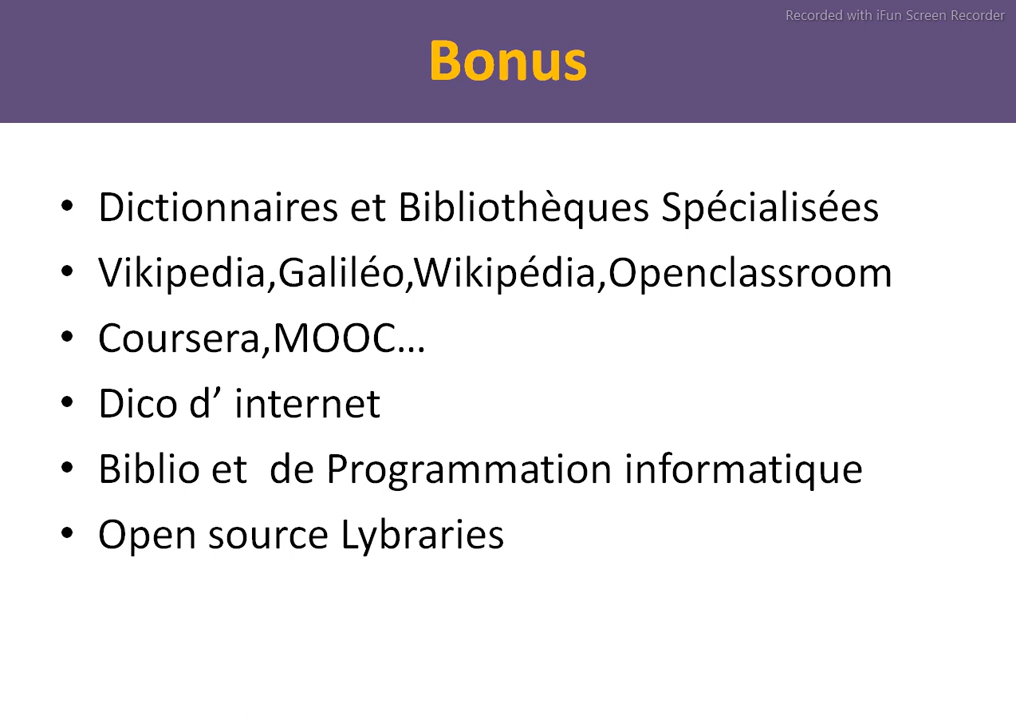 Recorded with iFun Screen Recorder
Bonus
• Dictionnaires et Bibliothèques Spécialisées
• Vikipedia,Galiléo,Wikipédia,Openclassroom
• Coursera,MOOC...
• Dico d’ internet
• Biblio et  de Programmation informatique
• Open source Lybraries